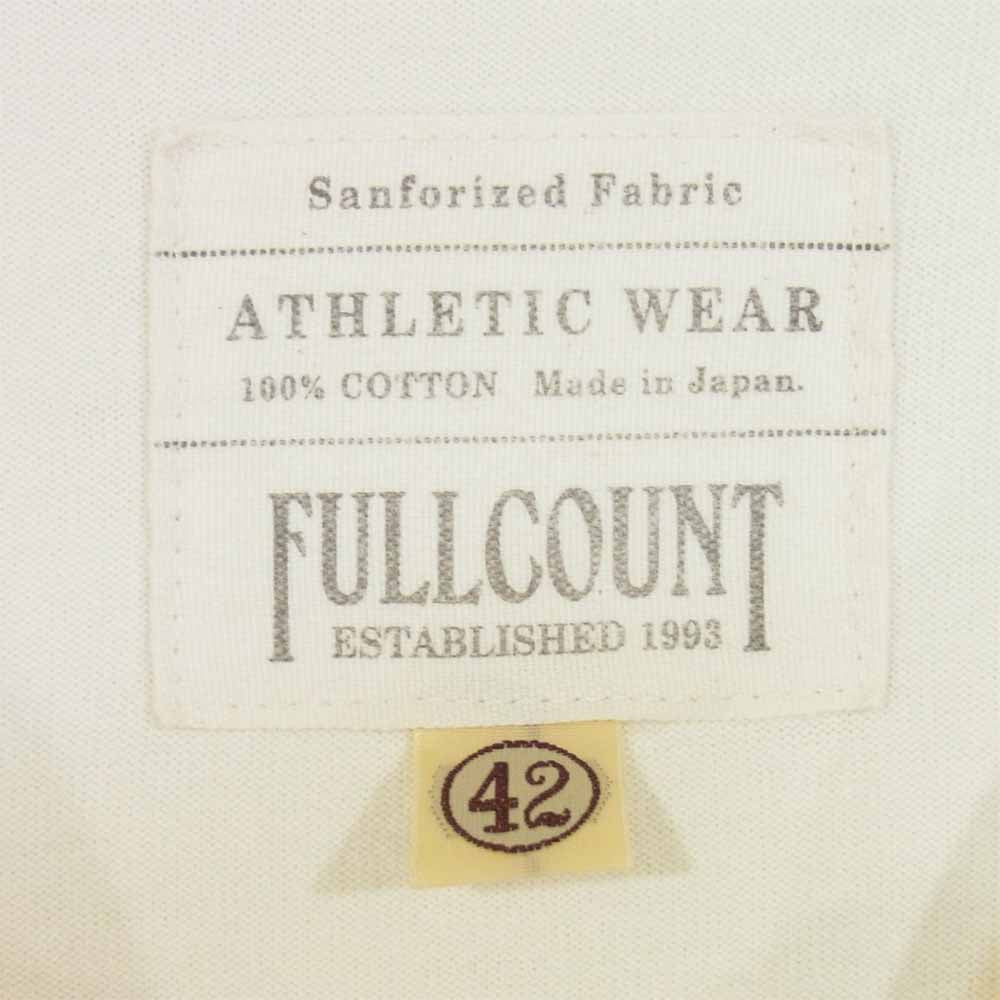 Sanforized Fabric
ATHLETIC WEAR
100% COTTON Made in Japan.
FULLCOUNT
ESTABLISHED 1993
42